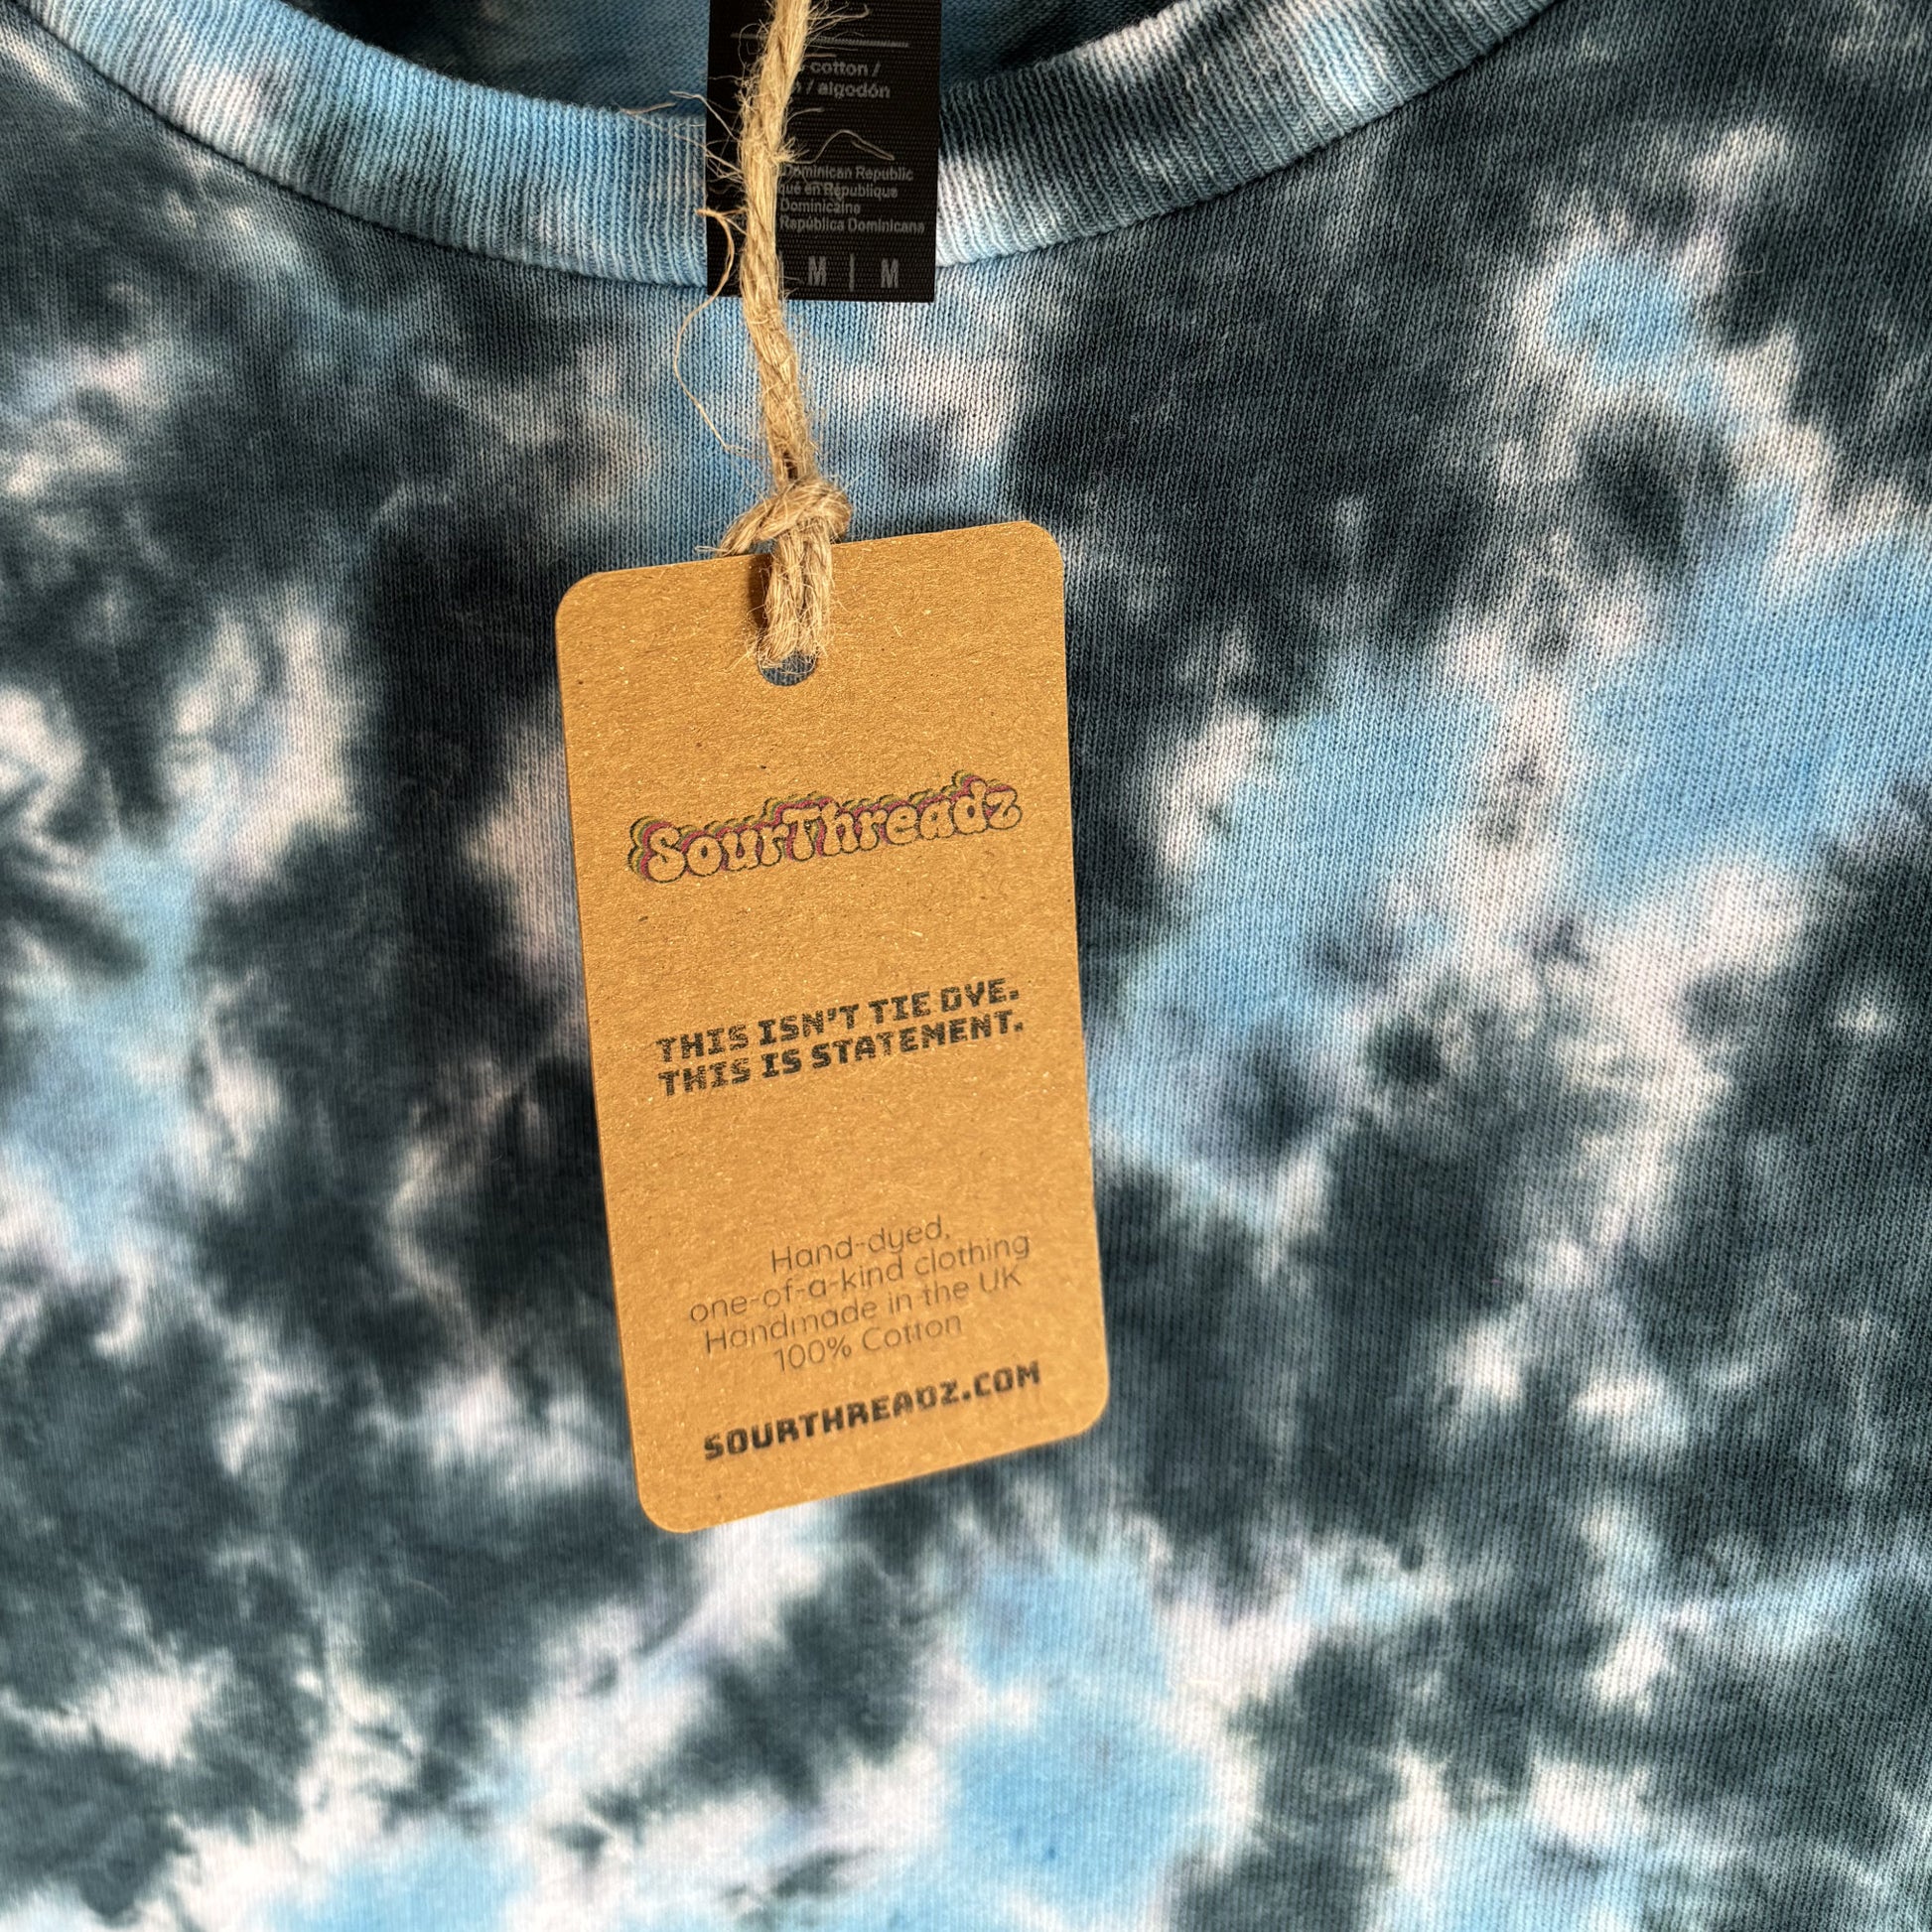 cotton /
/ algodón
Dominican Republic
en République
Dominicaine
República Dominicana
M | M
SourThreadz
THIS ISN'T TIE DYE.
THIS IS STATEMENT.
Hand-dyed,
one-of-a-kind clothing
Handmade in the UK
100% Cotton
SOURTHREADZ.COM